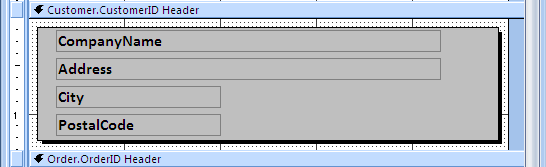 Customer.CustomerID Header
CompanyName
Address
City
PostalCode
1
Order.OrderID Header